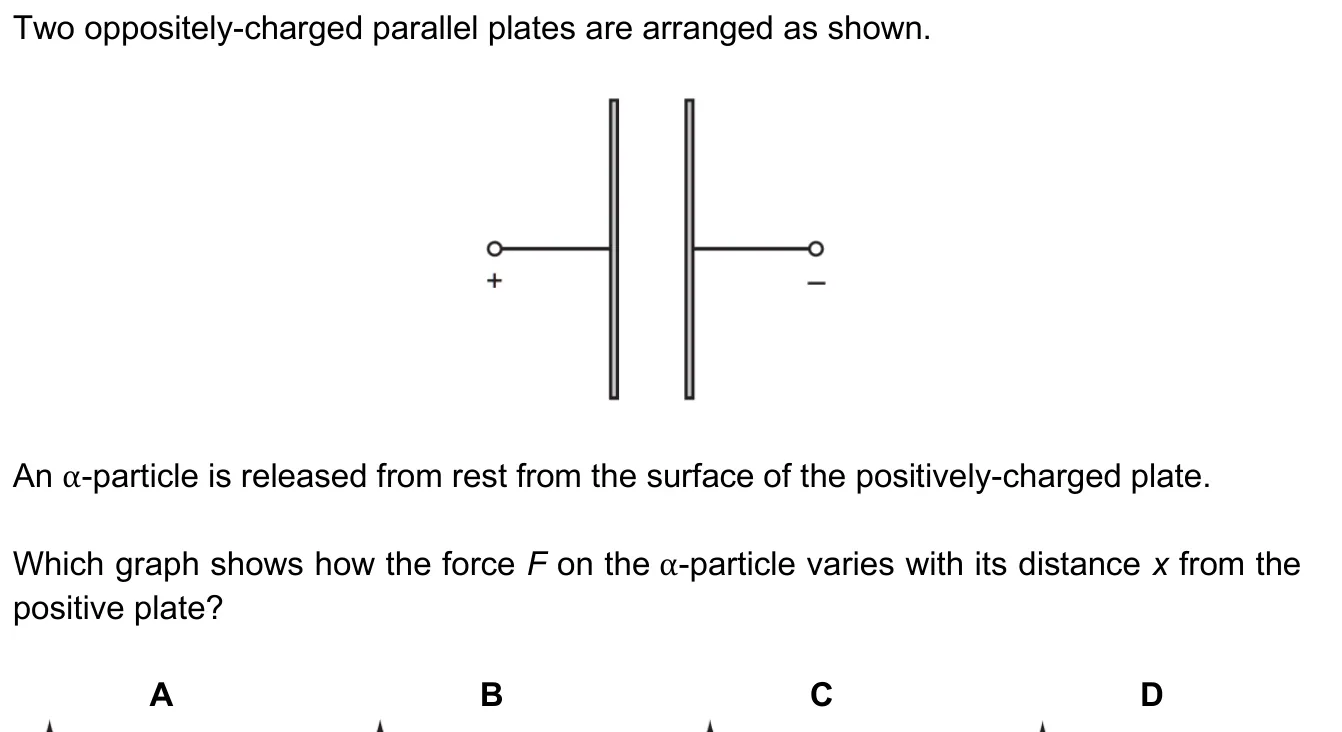 Two oppositely-charged parallel plates are arranged as shown.
+ –
An α-particle is released from rest from the surface of the positively-charged plate.
Which graph shows how the force F on the α-particle varies with its distance x from the
positive plate?
A B C D